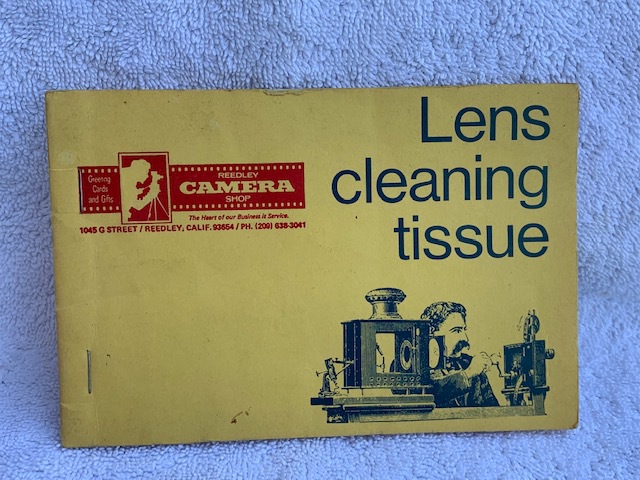 Lens
cleaning
tissue
Greeting
Cards
and Gifts
REEDLEY
CAMERA
SHOP
The Heart of our Business is Service.
1045 G STREET / REEDLEY, CALIF. 93654 / PH. (209) 638-3041